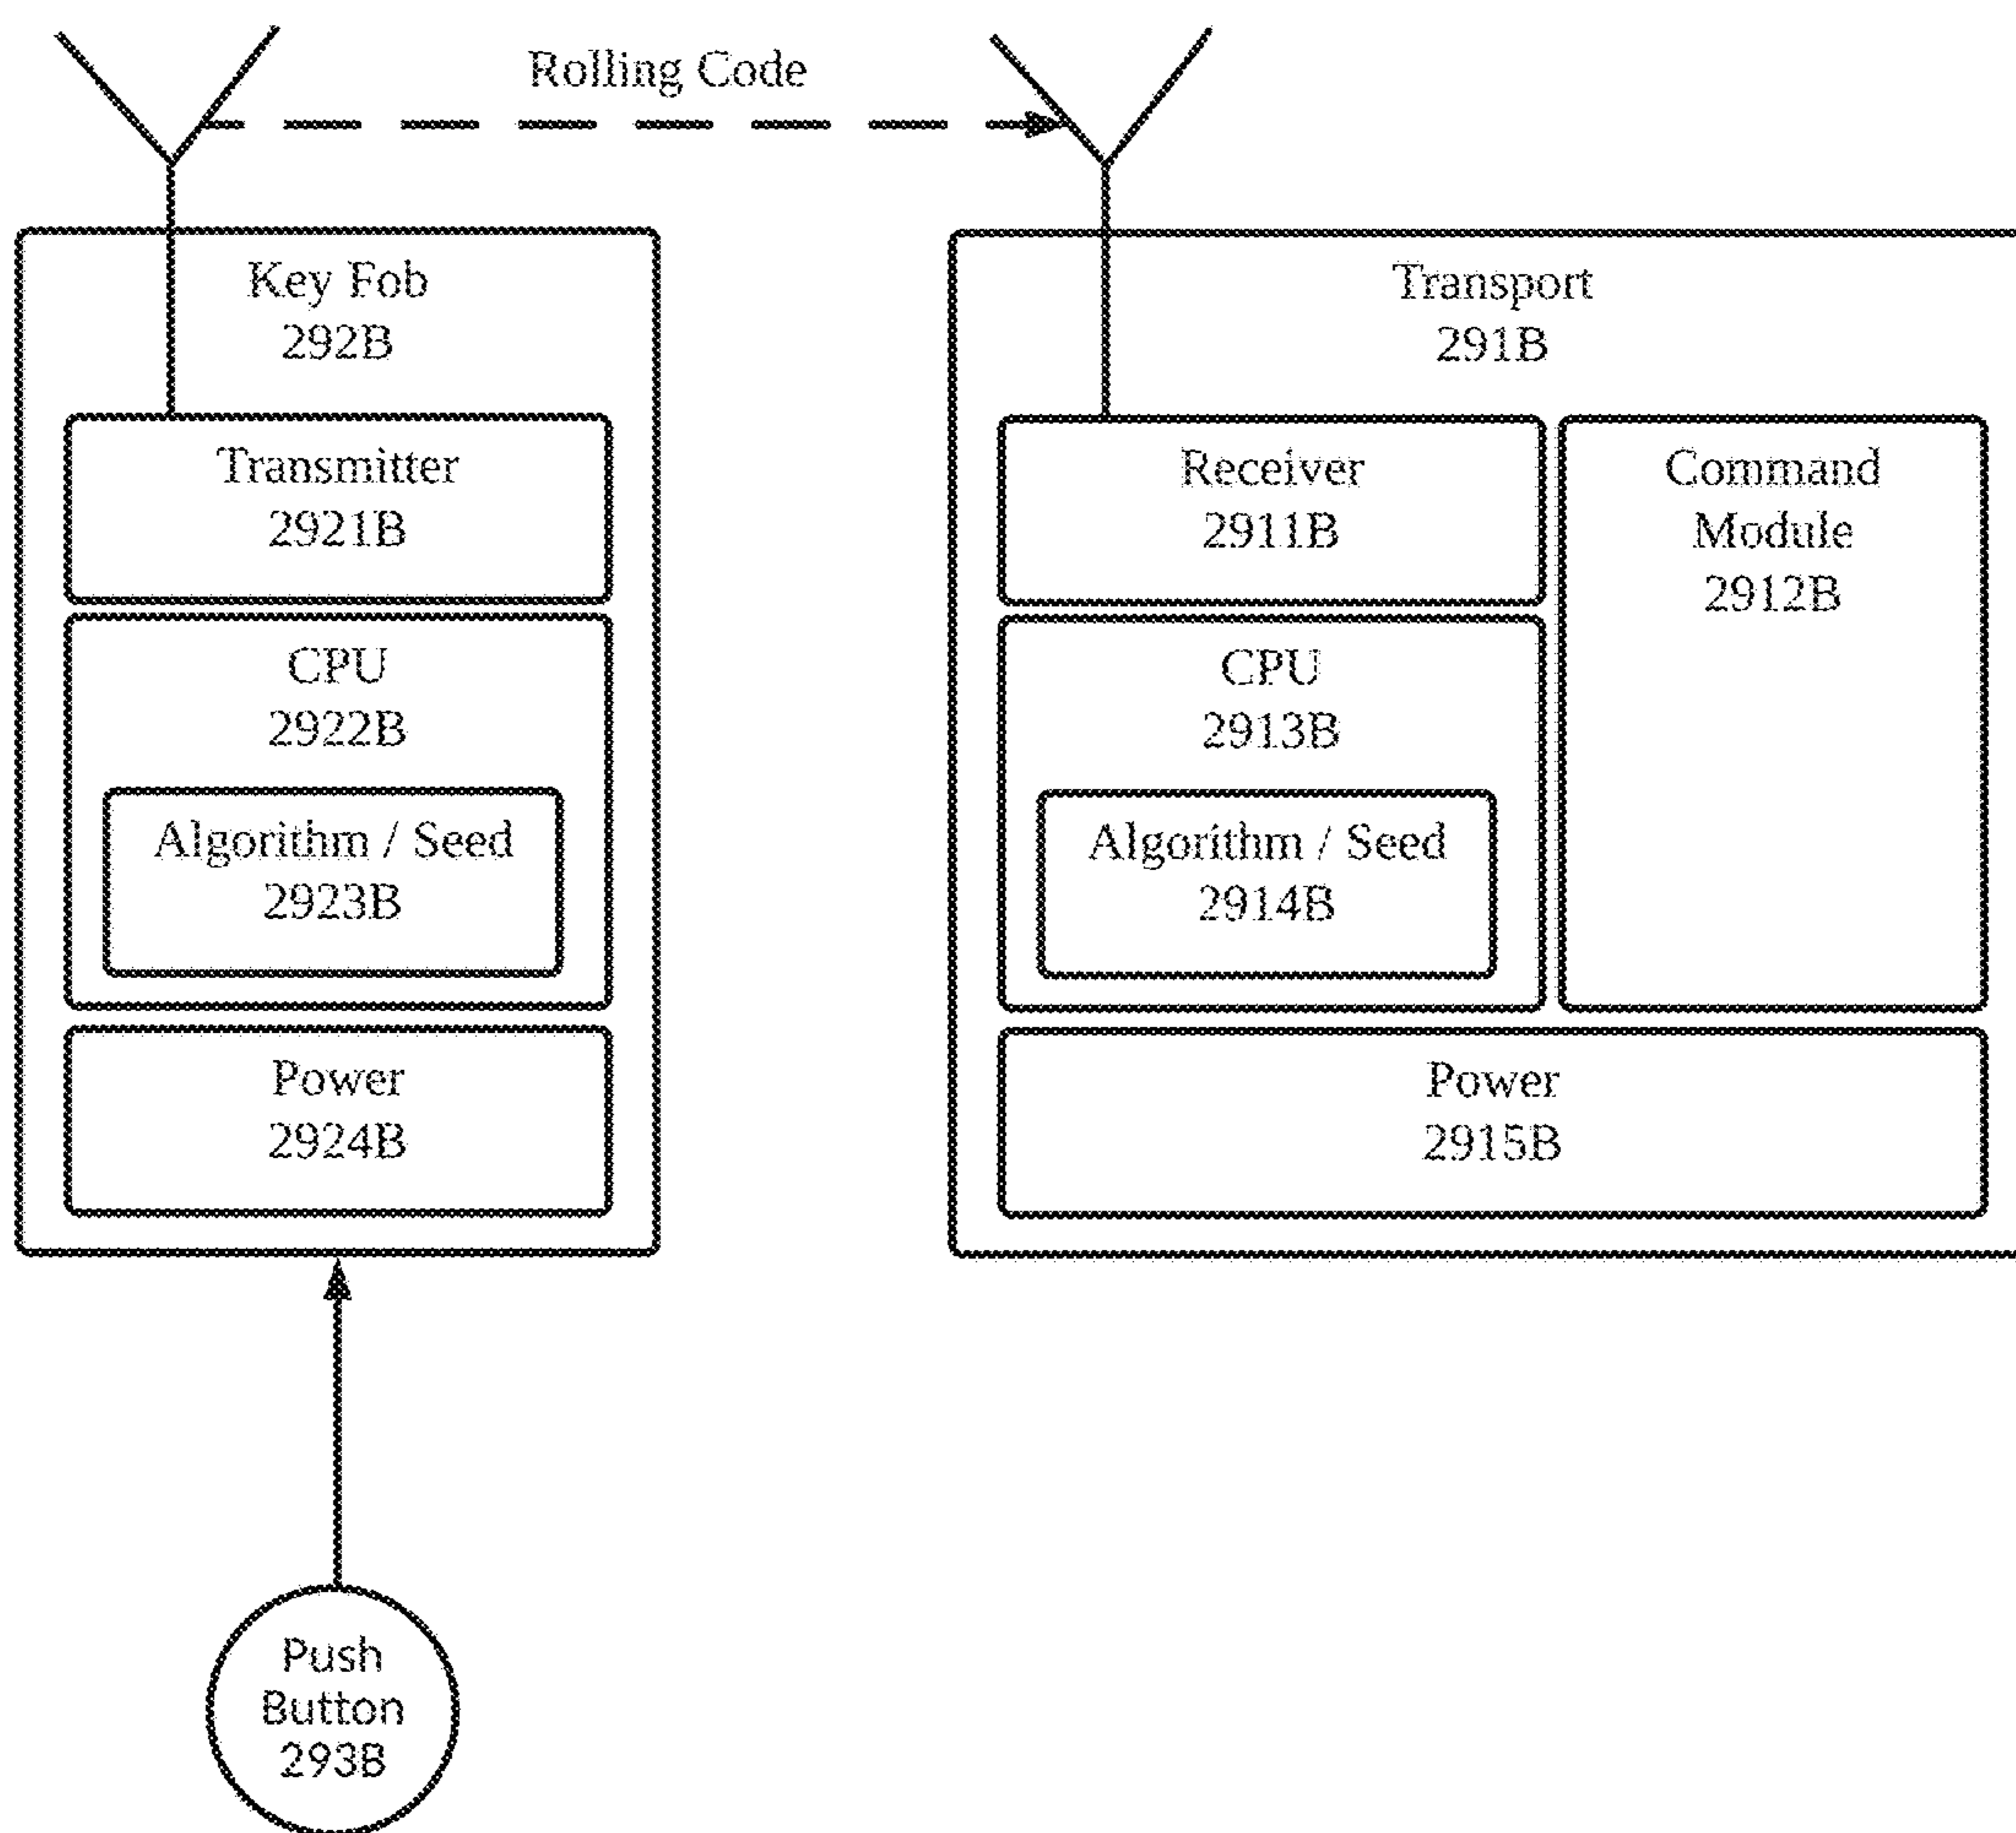 Rolling Code
Key Fob
292B
Transmitter
2921B
CPU
2922B
Algorithm / Seed
2923B
Power
2924B
Transport
291B
Receiver
2911B
Command
Module
2912B
CPU
2913B
Algorithm / Seed
2914B
Power
2915B
Push
Button
293B